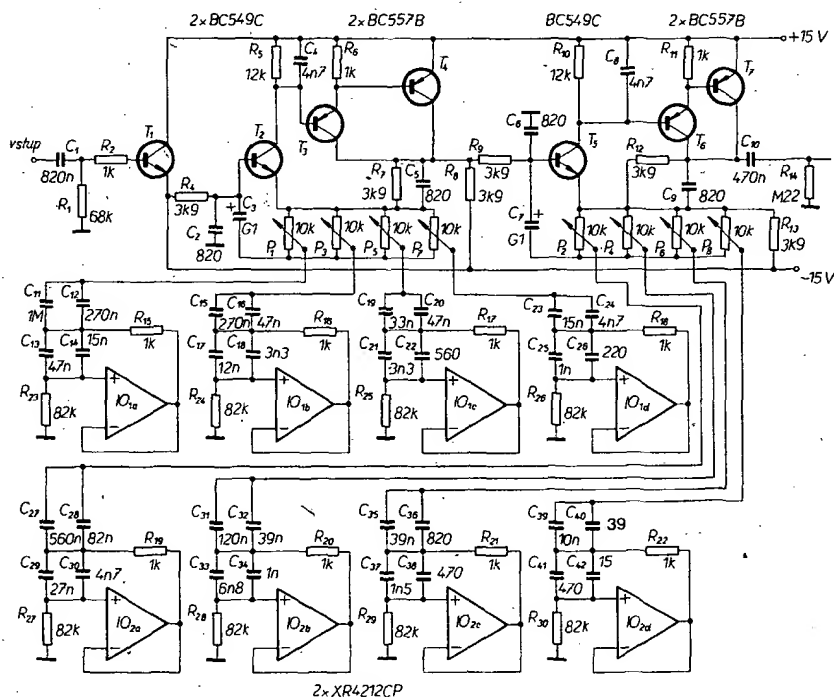 2×BC549C 2×BC557B BC549C 2×BC557B
+15 V
R5 12k C4 4n7 R6 1k T4 R10 12k C8 4n7 R11 1k T7
vstup C1 820n R2 1k T1 T2 T3 C6 820 T5 T6
R1 68k R4 3k9 C3 G1 C2 820 R7 3k9 C5 820 R8 3k9 R9 3k9 C7 G1 R12 3k9 C9 820 C10 470n R14 M22
P1 10k P3 10k P5 10k P7 10k P2 10k P4 10k P6 10k P8 10k R13 3k9
-15 V
C11 1M C12 270n C15 270n C16 47n C19 33n C20 47n C23 15n C24 4n7
R15 1k R16 1k R17 1k R18 1k
C13 47n C14 15n C17 12n C18 3n3 C21 3n3 C22 560 C25 1n C26 220
R23 82k IO1a R24 82k IO1b R25 82k IO1c R26 82k IO1d
C27 560n C28 82n C31 120n C32 39n C35 39n C36 820 C39 10n C40 39
R19 1k R20 1k R21 1k R22 1k
C29 27n C30 4n7 C33 6n8 C34 1n C37 1n5 C38 470 C41 470 C42 15
R27 82k IO2a R28 82k IO2b R29 82k IO2c R30 82k IO2d
2×XR4212CP